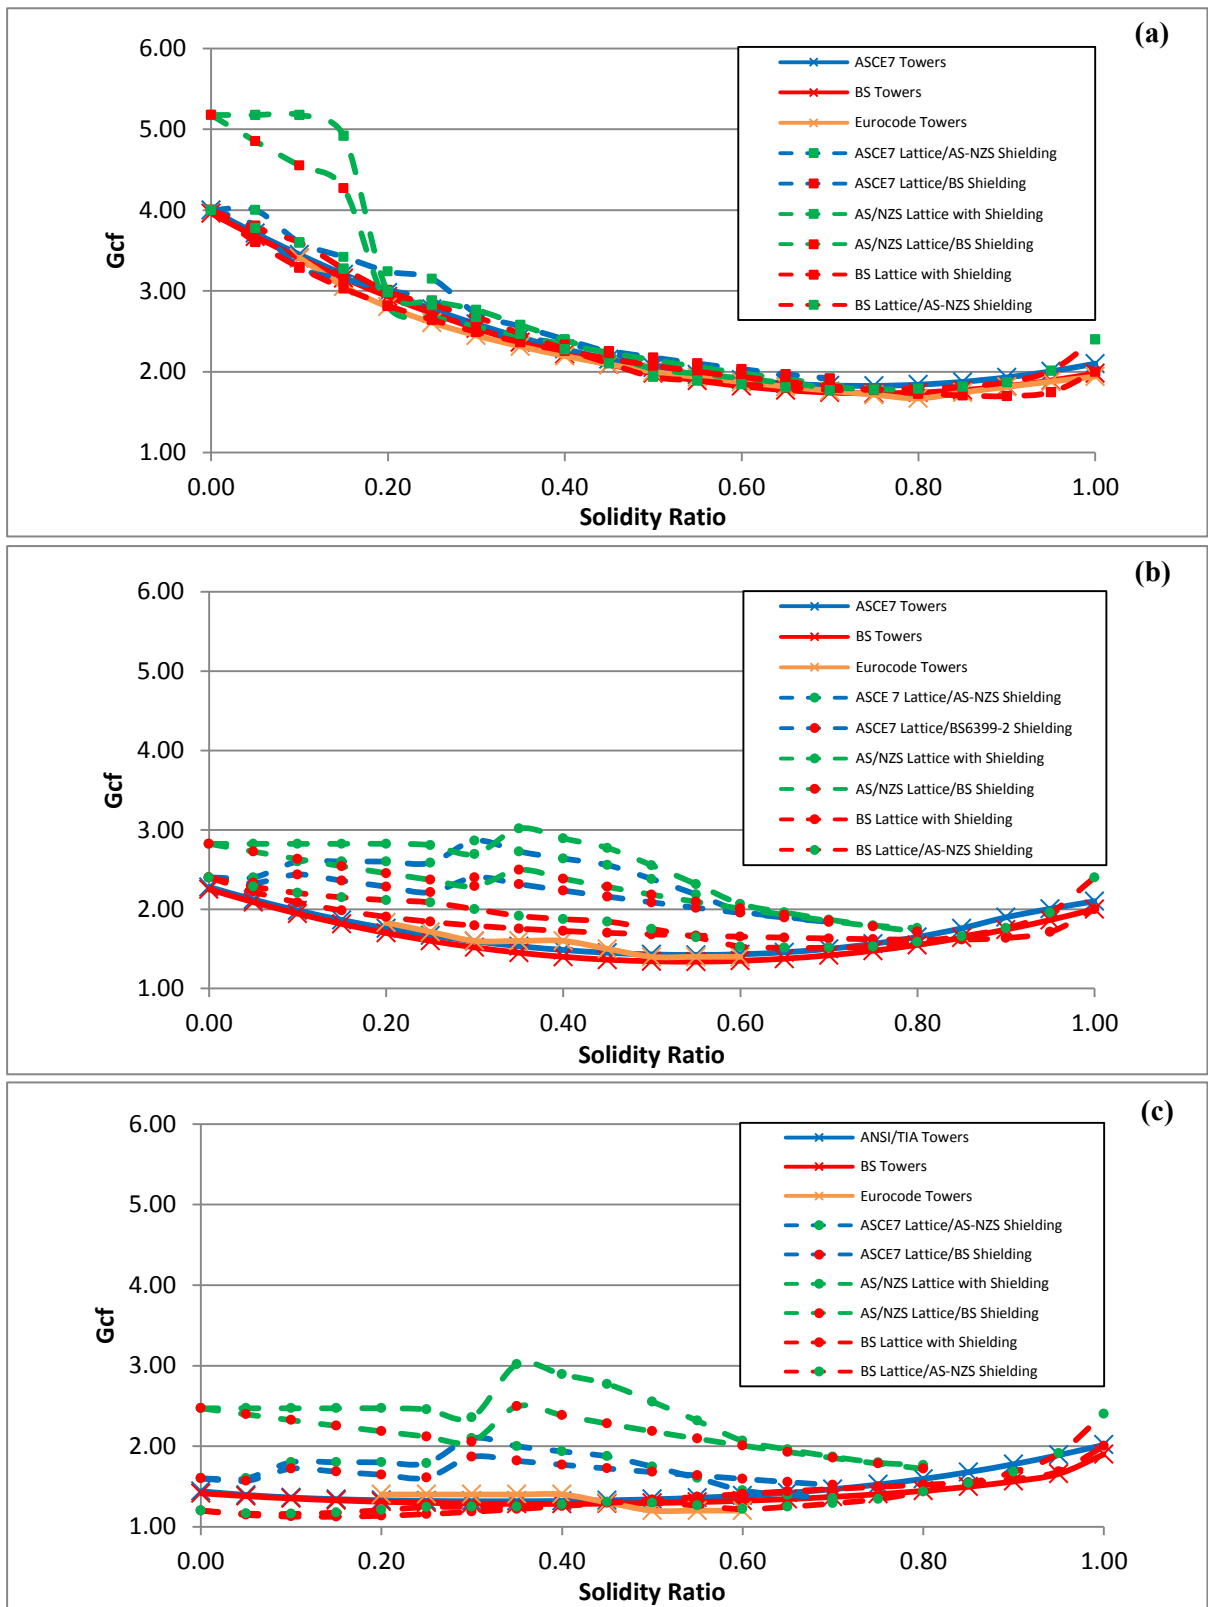 (a)
6.00
5.00
4.00
3.00
2.00
1.00
Gcf
0.00 0.20 0.40 0.60 0.80 1.00
Solidity Ratio
ASCE7 Towers
BS Towers
Eurocode Towers
ASCE7 Lattice/AS-NZS Shielding
ASCE7 Lattice/BS Shielding
AS/NZS Lattice with Shielding
AS/NZS Lattice/BS Shielding
BS Lattice with Shielding
BS Lattice/AS-NZS Shielding
(b)
6.00
5.00
4.00
3.00
2.00
1.00
Gcf
0.00 0.20 0.40 0.60 0.80 1.00
Solidity Ratio
ASCE7 Towers
BS Towers
Eurocode Towers
ASCE 7 Lattice/AS-NZS Shielding
ASCE7 Lattice/BS6399-2 Shielding
AS/NZS Lattice with Shielding
AS/NZS Lattice/BS Shielding
BS Lattice with Shielding
BS Lattice/AS-NZS Shielding
(c)
6.00
5.00
4.00
3.00
2.00
1.00
Gcf
0.00 0.20 0.40 0.60 0.80 1.00
Solidity Ratio
ANSI/TIA Towers
BS Towers
Eurocode Towers
ASCE7 Lattice/AS-NZS Shielding
ASCE7 Lattice/BS Shielding
AS/NZS Lattice with Shielding
AS/NZS Lattice/BS Shielding
BS Lattice with Shielding
BS Lattice/AS-NZS Shielding